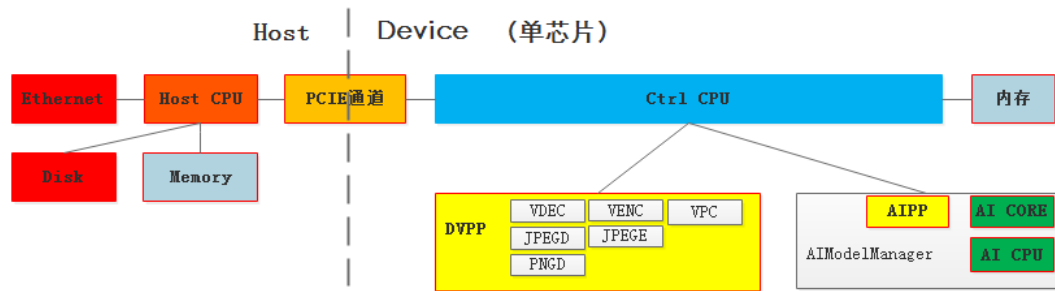 Host
Device (单芯片)
Ethernet
Host CPU
PCIE通道
Ctrl CPU
内存
Disk
Memory
DVPP
VDEC
VENC
VPC
JPEGD
JPEGE
PNGD
AIPP
AI CORE
AIModelManager
AI CPU